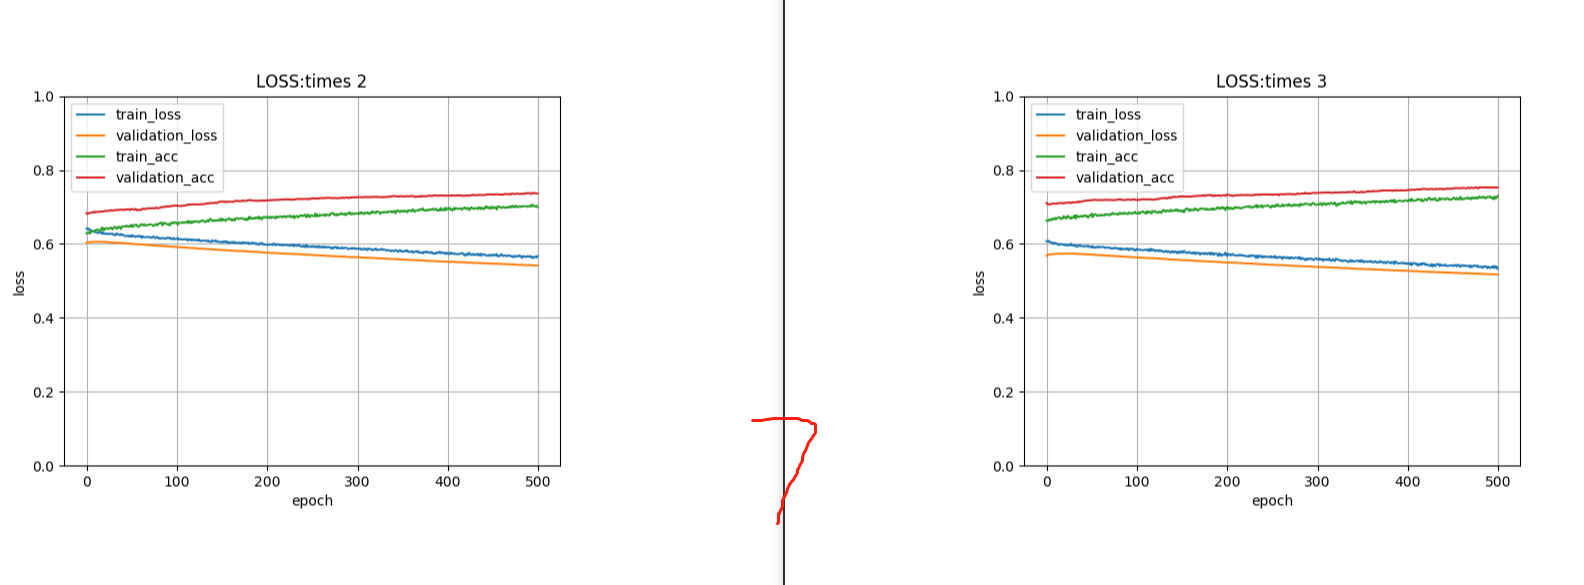 LOSS:times 2
1.0
0.8
0.6
0.4
0.2
0.0
loss
train_loss
validation_loss
train_acc
validation_acc
0 100 200 300 400 500
epoch
7
LOSS:times 3
1.0
0.8
0.6
0.4
0.2
0.0
loss
train_loss
validation_loss
train_acc
validation_acc
0 100 200 300 400 500
epoch